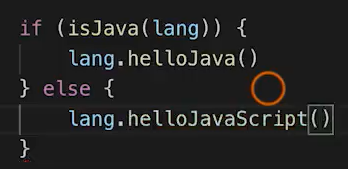 if (isJava(lang)) {
    lang.helloJava()
} else {
    lang.helloJavaScript()
}